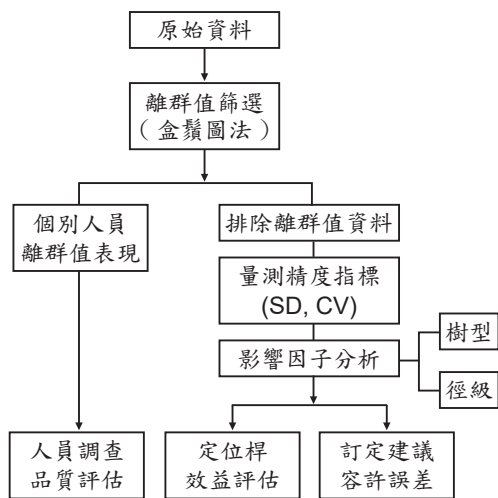 原始資料
離群值篩選
（盒鬚圖法）
個別人員
離群值表現
排除離群值資料
量測精度指標
(SD, CV)
影響因子分析
樹型
徑級
人員調查
品質評估
定位桿
效益評估
訂定建議
容許誤差